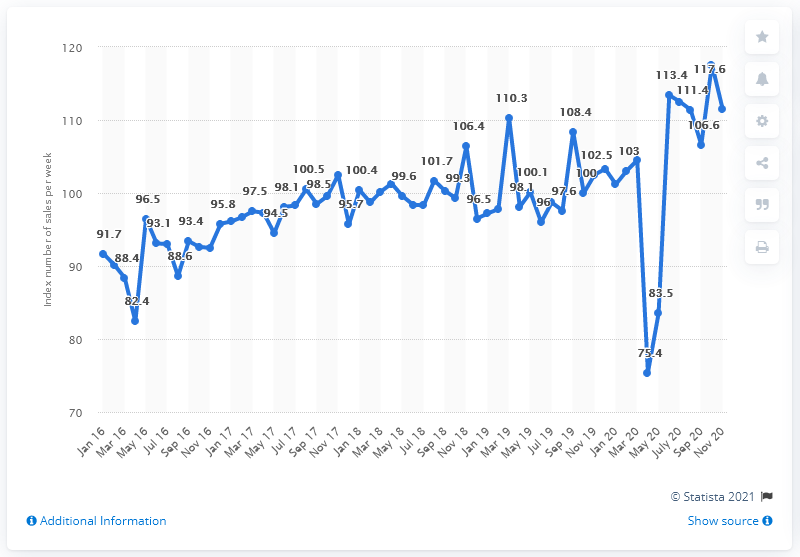 120
110
100
90
80
70
Index number of sales per week
91.7
88.4
82.4
96.5
93.1
88.6
93.4
95.8
97.5
94.5
98.1
100.5
98.5
95.7
100.4
99.6
101.7
99.3
106.4
96.5
110.3
98.1
100.1
96
97.6
108.4
100
102.5
103
75.4
83.5
113.4
111.4
106.6
117.6
Jan 16
Mar 16
May 16
Jul 16
Sep 16
Nov 16
Jan 17
Mar 17
May 17
Jul 17
Sep 17
Nov 17
Jan 18
Mar 18
May 18
Jul 18
Sep 18
Nov 18
Jan 19
Mar 19
May 19
Jul 19
Sep 19
Nov 19
Jan 20
Mar 20
May 20
July 20
Sep 20
Nov 20
© Statista 2021
Additional Information
Show source